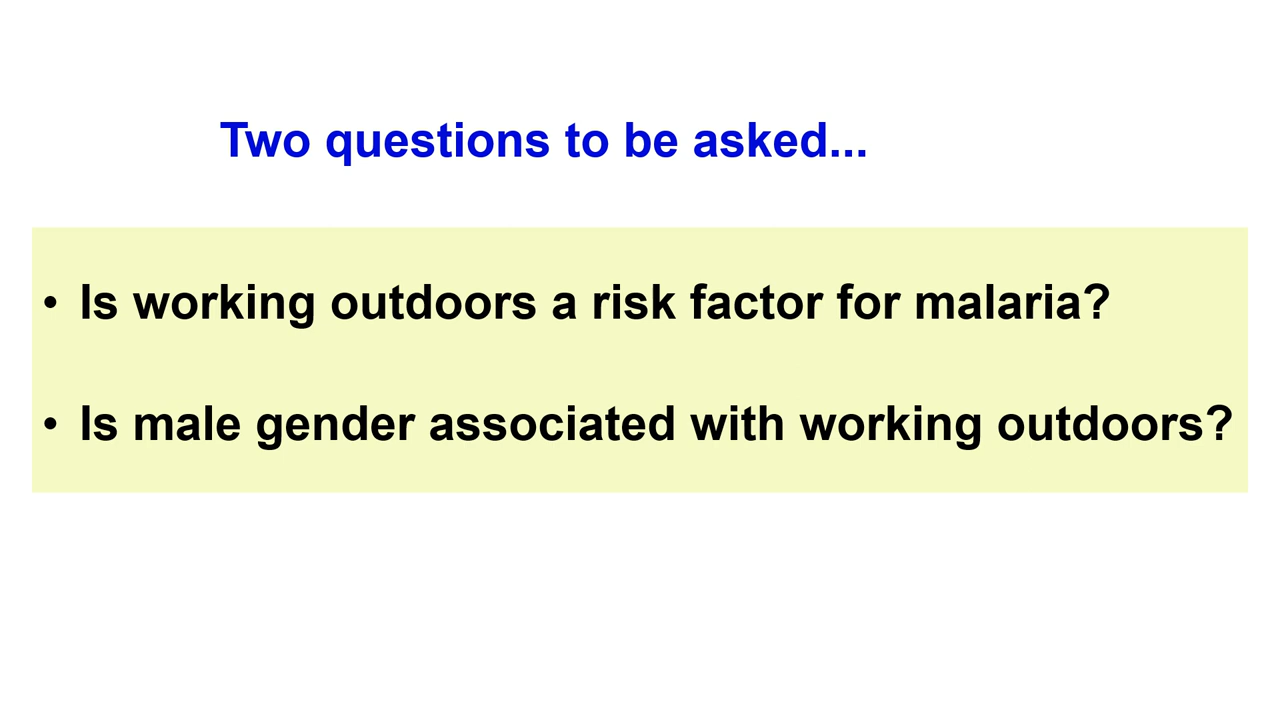 Two questions to be asked...
• Is working outdoors a risk factor for malaria?
• Is male gender associated with working outdoors?